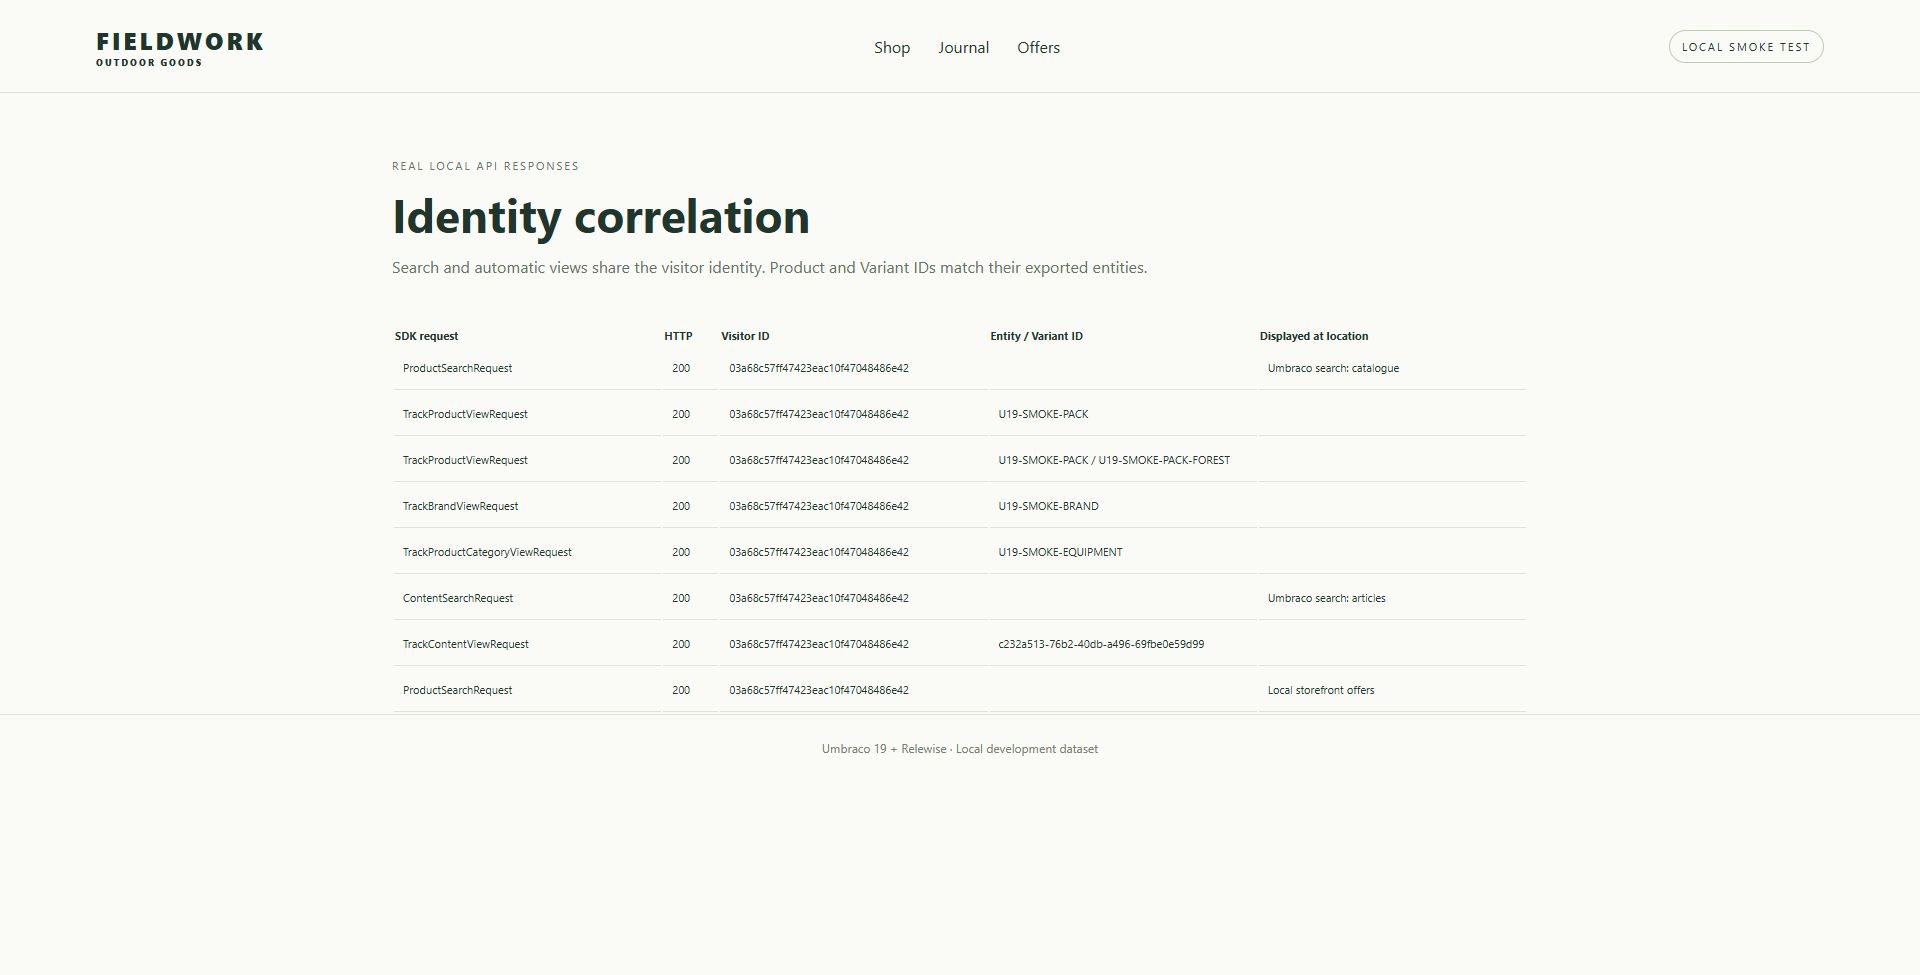 FIELDWORK
OUTDOOR GOODS
Shop Journal Offers
LOCAL SMOKE TEST
REAL LOCAL API RESPONSES
Identity correlation
Search and automatic views share the visitor identity. Product and Variant IDs match their exported entities.
SDK request HTTP Visitor ID Entity / Variant ID Displayed at location
ProductSearchRequest 200 03a68c57ff47423eac10f47048486e42 Umbraco search: catalogue
TrackProductViewRequest 200 03a68c57ff47423eac10f47048486e42 U19-SMOKE-PACK
TrackProductViewRequest 200 03a68c57ff47423eac10f47048486e42 U19-SMOKE-PACK / U19-SMOKE-PACK-FOREST
TrackBrandViewRequest 200 03a68c57ff47423eac10f47048486e42 U19-SMOKE-BRAND
TrackProductCategoryViewRequest 200 03a68c57ff47423eac10f47048486e42 U19-SMOKE-EQUIPMENT
ContentSearchRequest 200 03a68c57ff47423eac10f47048486e42 Umbraco search: articles
TrackContentViewRequest 200 03a68c57ff47423eac10f47048486e42 c232a513-76b2-40db-a496-69fbe0e59d99
ProductSearchRequest 200 03a68c57ff47423eac10f47048486e42 Local storefront offers
Umbraco 19 + Relewise · Local development dataset